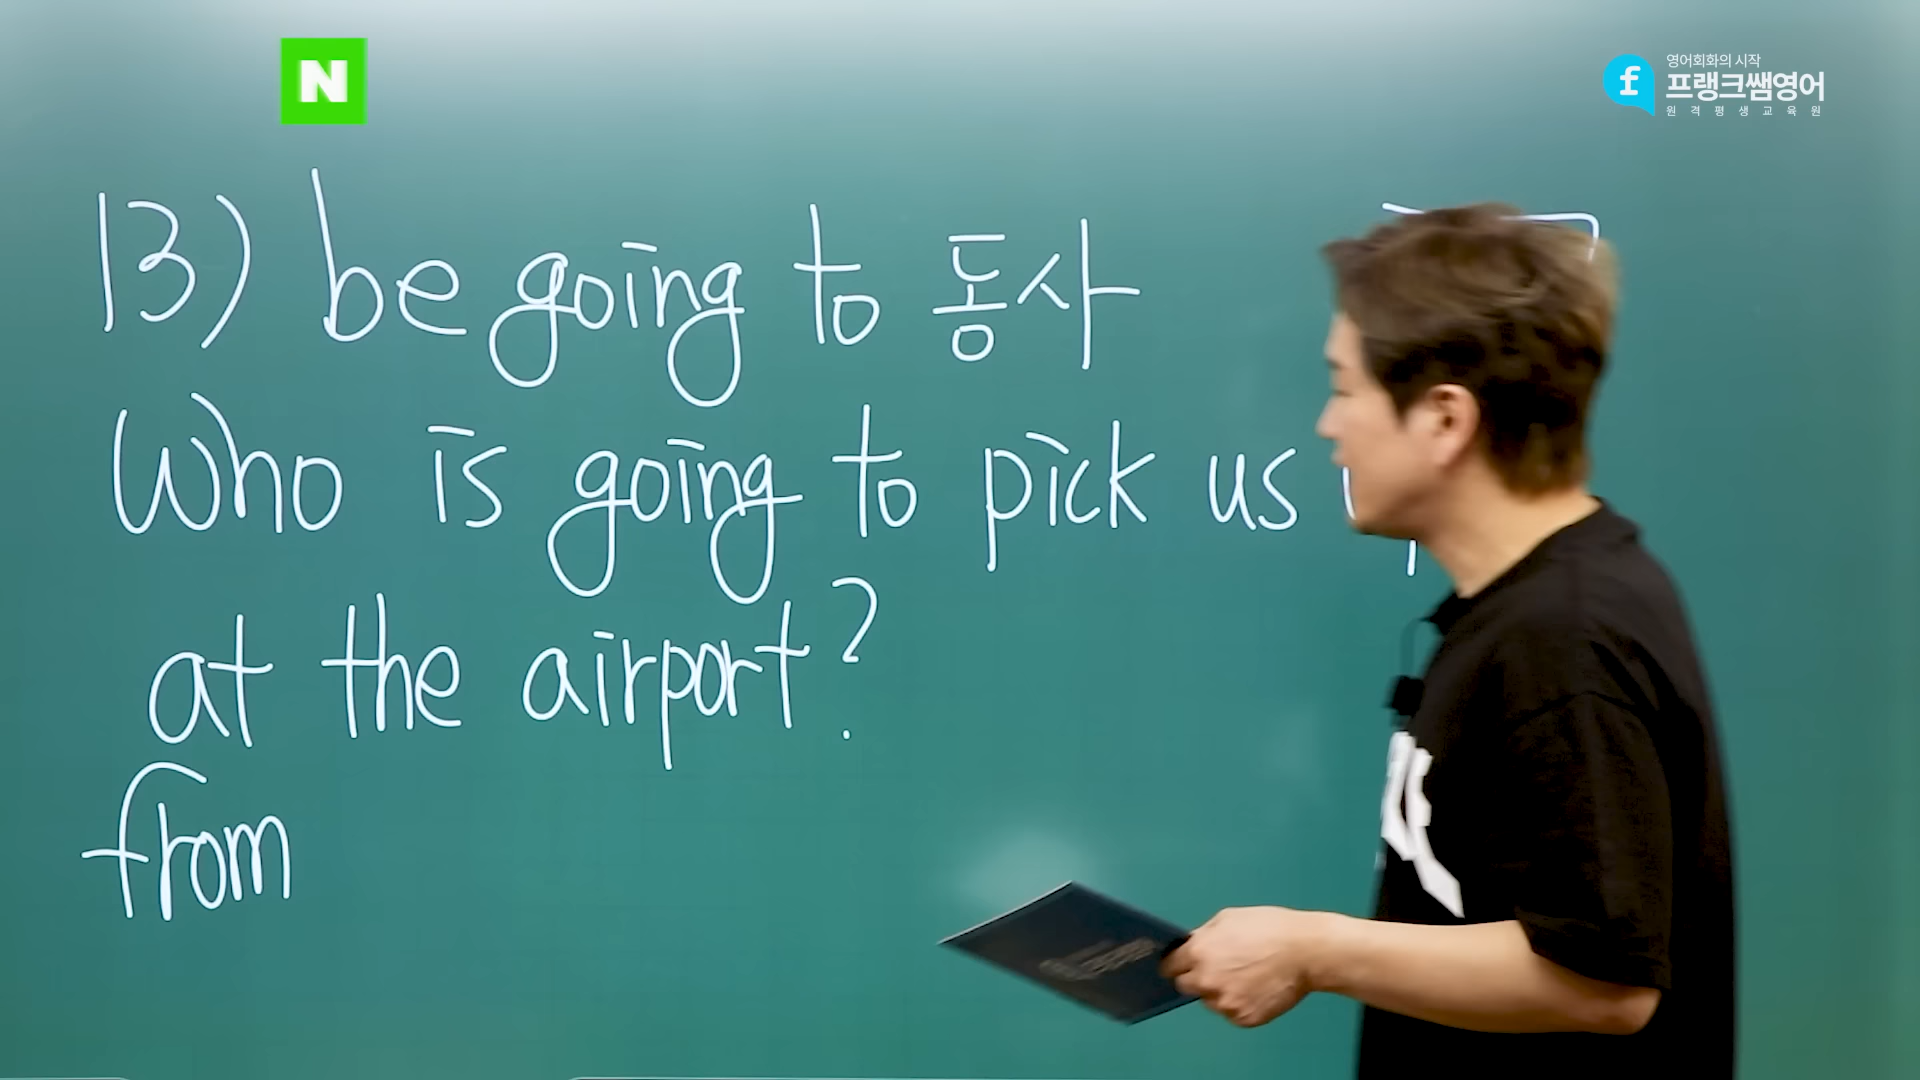 N
영어회화의 시작
프랭크쌤영어
원격평생교육원
13) be going to 동사
Who is going to pick us
at the airport?
from